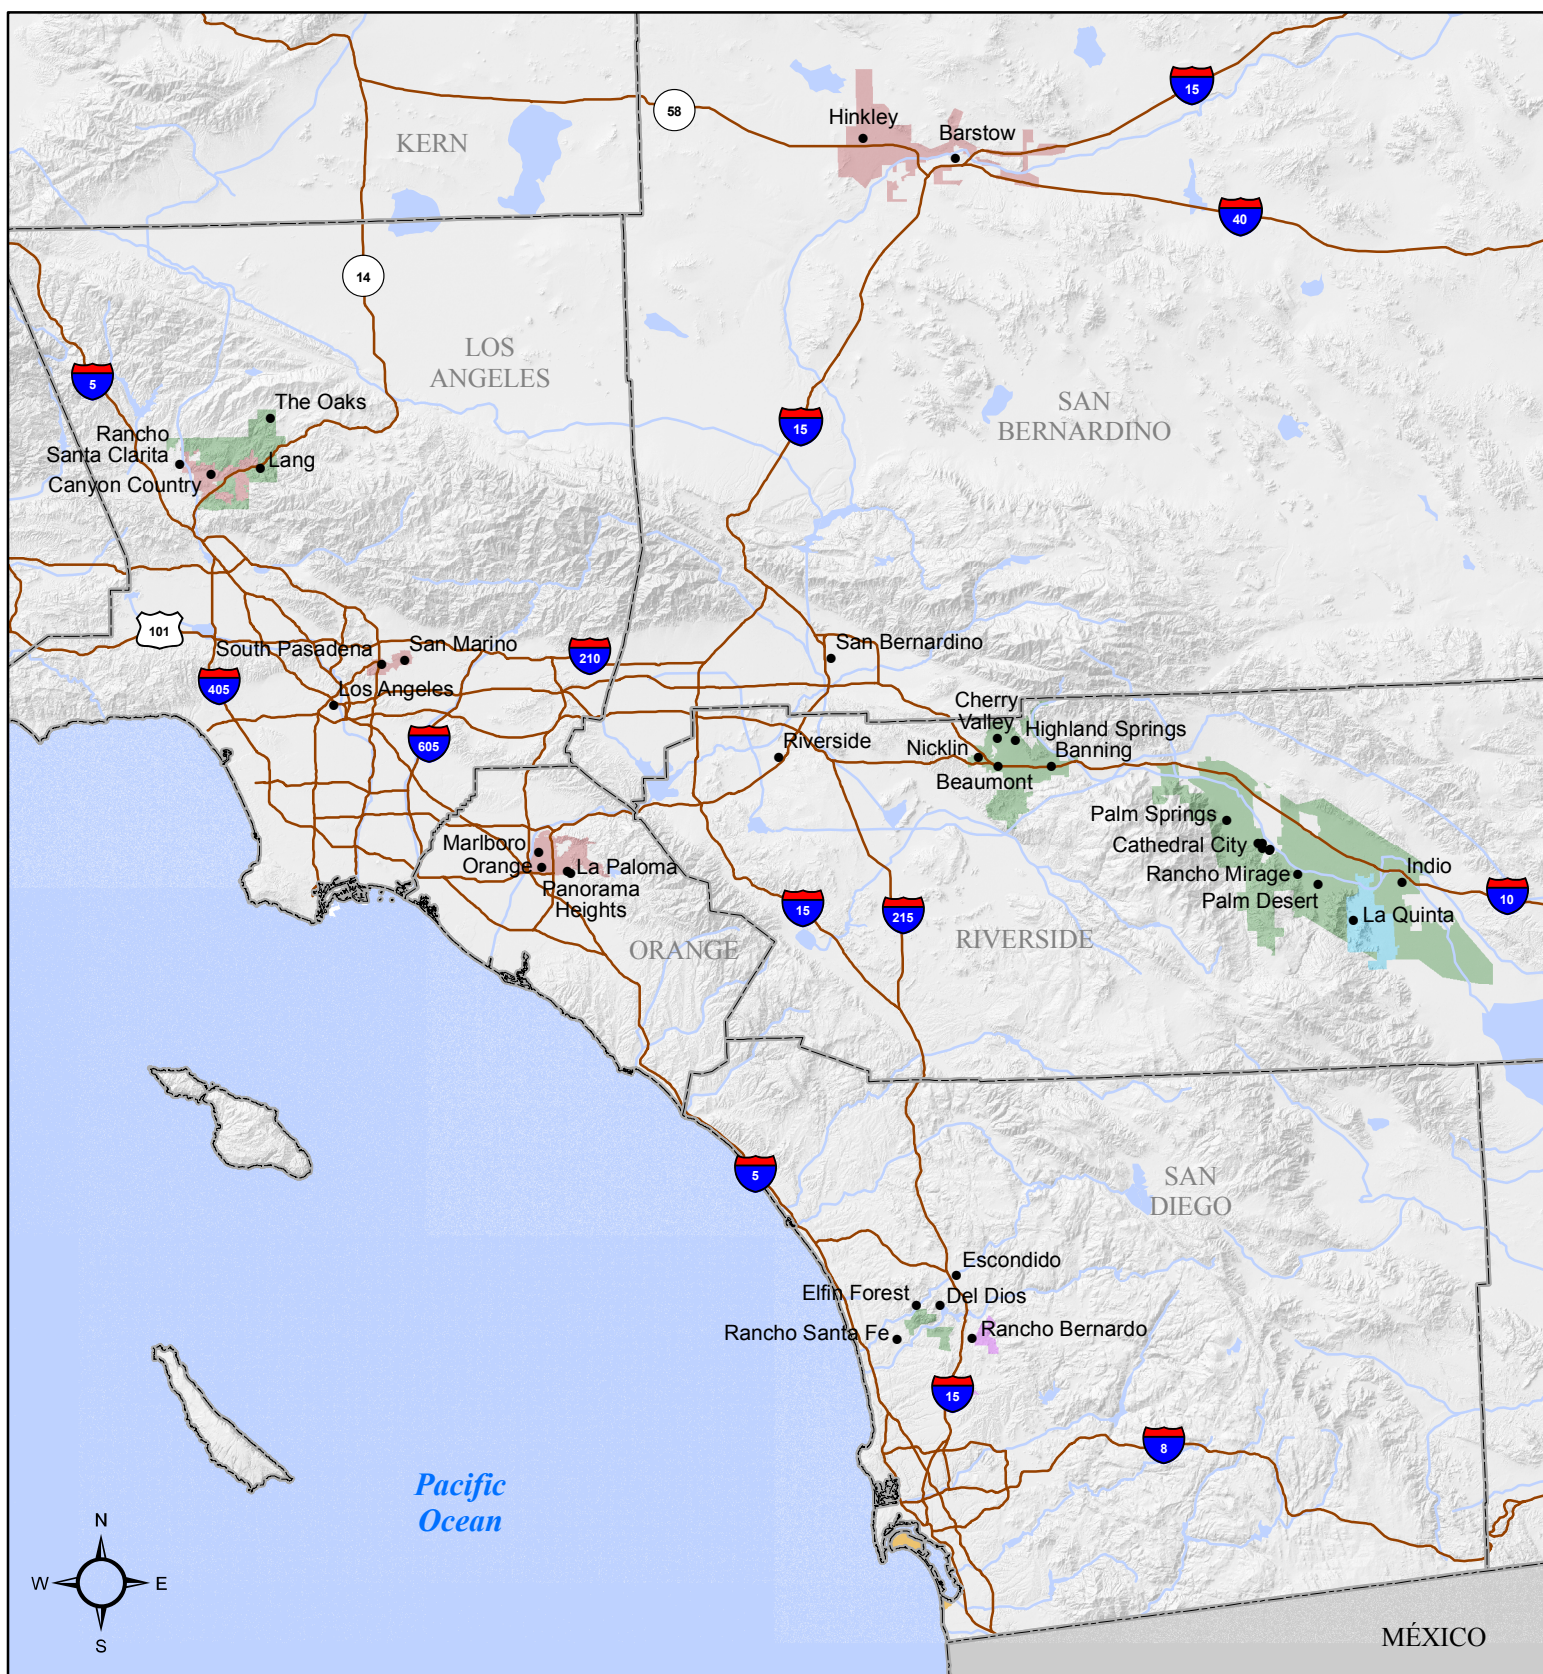 15
58
Hinkley
Barstow
KERN
40
14
LOS
ANGELES
5
The Oaks
SAN
BERNARDINO
15
Rancho
Santa Clarita
Lang
Canyon Country
101
South Pasadena
San Marino
210
San Bernardino
405
Los Angeles
605
Cherry
Valley
Highland Springs
Riverside
Nicklin
Banning
Beaumont
Palm Springs
Marlboro
Cathedral City
Orange
La Paloma
Rancho Mirage
Indio
Panorama
Heights
Palm Desert
10
15
215
La Quinta
ORANGE
RIVERSIDE
5
SAN
DIEGO
Escondido
Elfin Forest
Del Dios
Rancho Santa Fe
Rancho Bernardo
15
8
Pacific
Ocean
N
W
E
S
MÉXICO